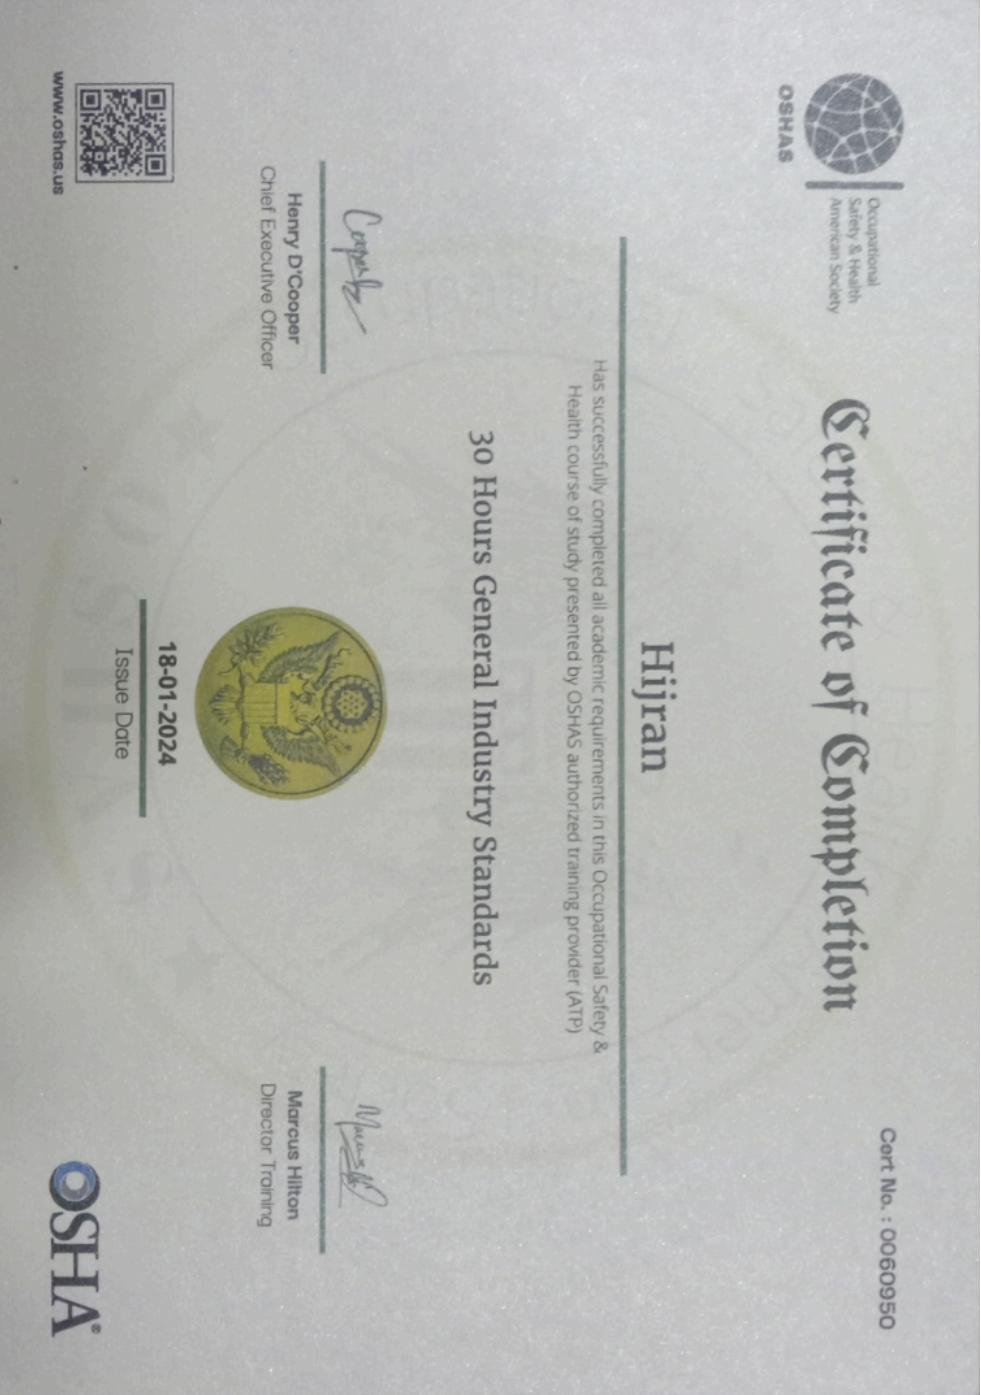 OSHAS
Occupational
Safety & Health
American Society
Cert No. : 0060950
Certificate of Completion
Hijran
Has successfully completed all academic requirements in this Occupational Safety &
Health course of study presented by OSHAS authorized training provider (ATP)
30 Hours General Industry Standards
Henry D'Cooper
Chief Executive Officer
Marcus Hilton
Director Training
18-01-2024
Issue Date
www.oshas.us
OSHA®